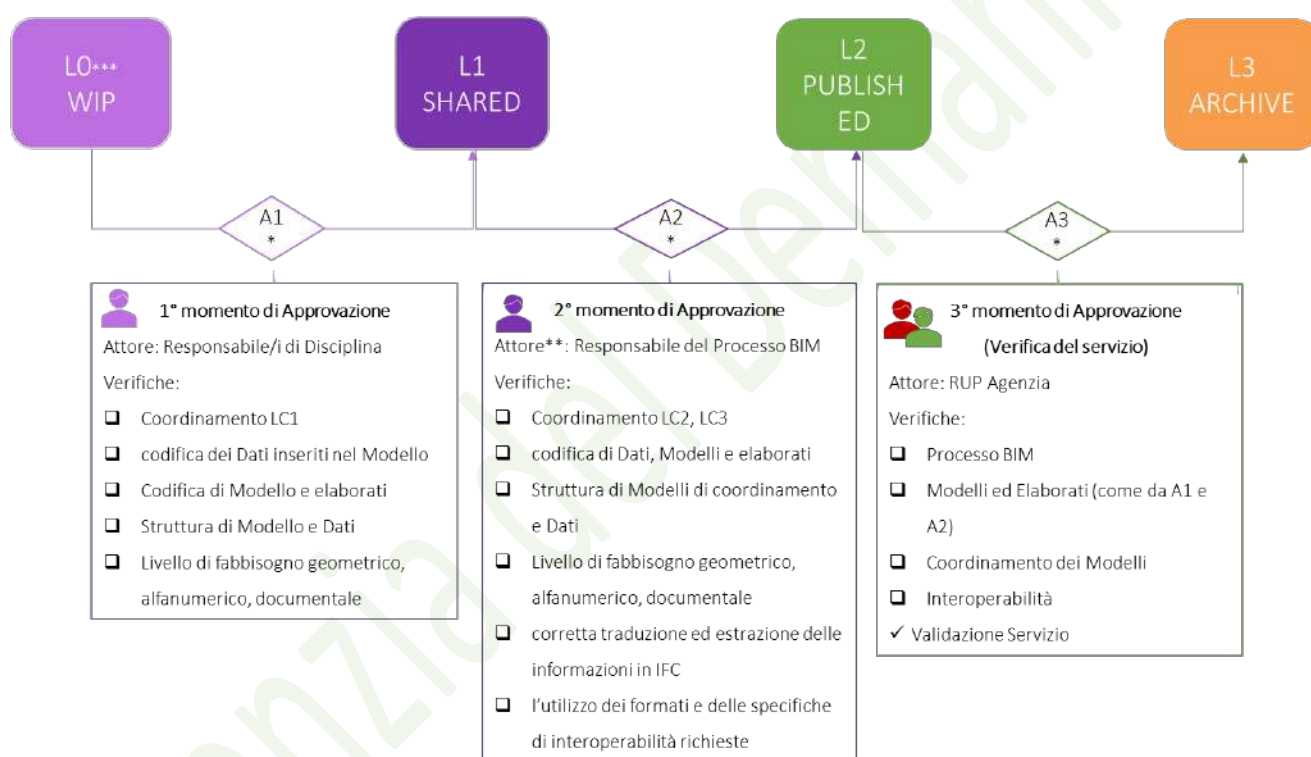 L0***
WIP
L1
SHARED
L2
PUBLISH
ED
L3
ARCHIVE
A1
*
A2
*
A3
*
1° momento di Approvazione
Attore: Responsabile/i di Disciplina
Verifiche:
Coordinamento LC1
codifica dei Dati inseriti nel Modello
Codifica di Modello e elaborati
Struttura di Modello e Dati
Livello di fabbisogno geometrico,
alfanumerico, documentale
2° momento di Approvazione
Attore**: Responsabile del Processo BIM
Verifiche:
Coordinamento LC2, LC3
codifica di Dati, Modelli e elaborati
Struttura di Modelli di coordinamento
e Dati
Livello di fabbisogno geometrico,
alfanumerico, documentale
corretta traduzione ed estrazione delle
informazioni in IFC
l'utilizzo dei formati e delle specifiche
di interoperabilità richieste
3° momento di Approvazione
(Verifica del servizio)
Attore: RUP Agenzia
Verifiche:
Processo BIM
Modelli ed Elaborati (come da A1 e
A2)
Coordinamento dei Modelli
Interoperabilità
✓ Validazione Servizio